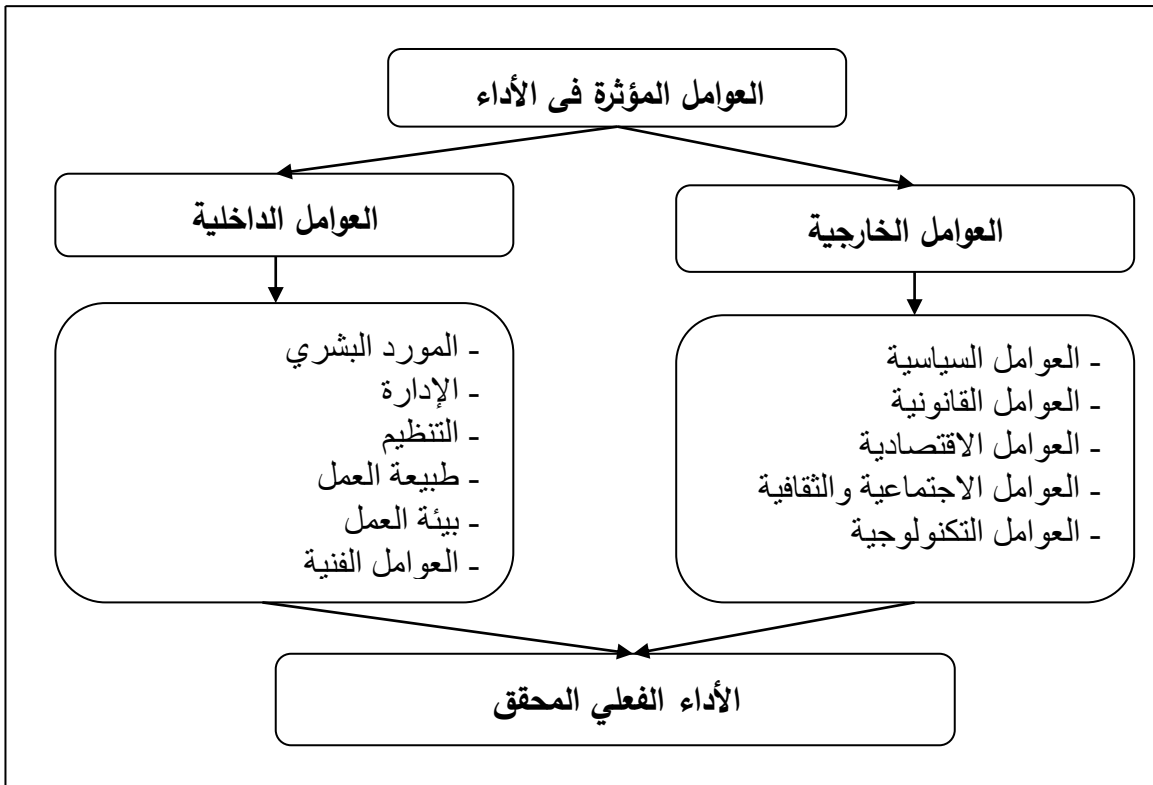 العوامل المؤثرة فى الأداء
العوامل الخارجية
العوامل الداخلية
- العوامل السياسية
- العوامل القانونية
- العوامل الاقتصادية
- العوامل الاجتماعية والثقافية
- العوامل التكنولوجية
- المورد البشري
- الإدارة
- التنظيم
- طبيعة العمل
- بيئة العمل
- العوامل الفنية
الأداء الفعلي المحقق